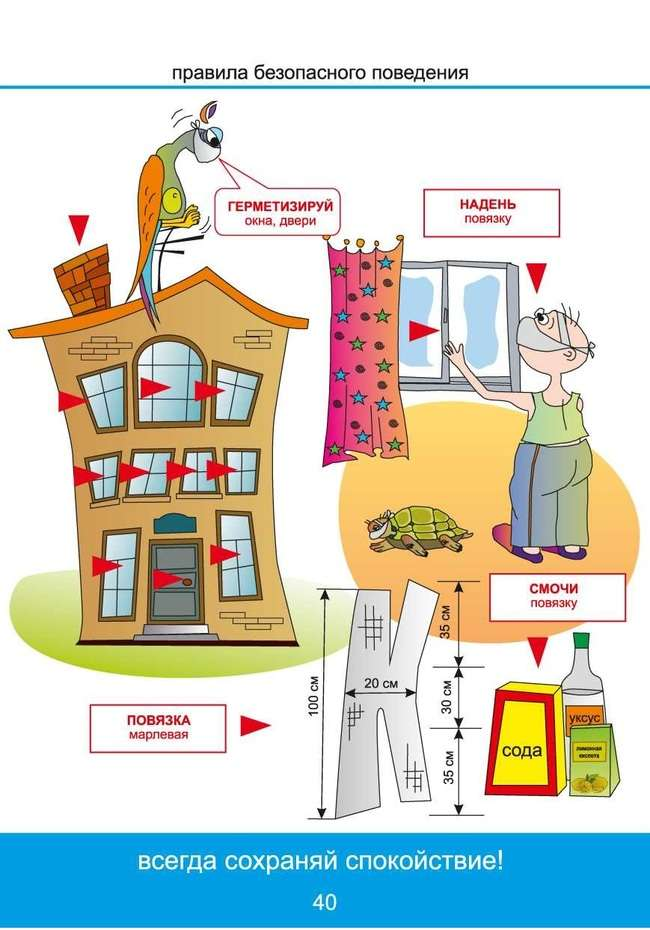 правила безопасного поведения
ГЕРМЕТИЗИРУЙ
окна, двери
НАДЕНЬ
повязку
СМОЧИ
повязку
35 см
100 см
20 см
30 см
35 см
ПОВЯЗКА
марлевая
уксус
сода
лимонная
кислота
всегда сохраняй спокойствие!
40